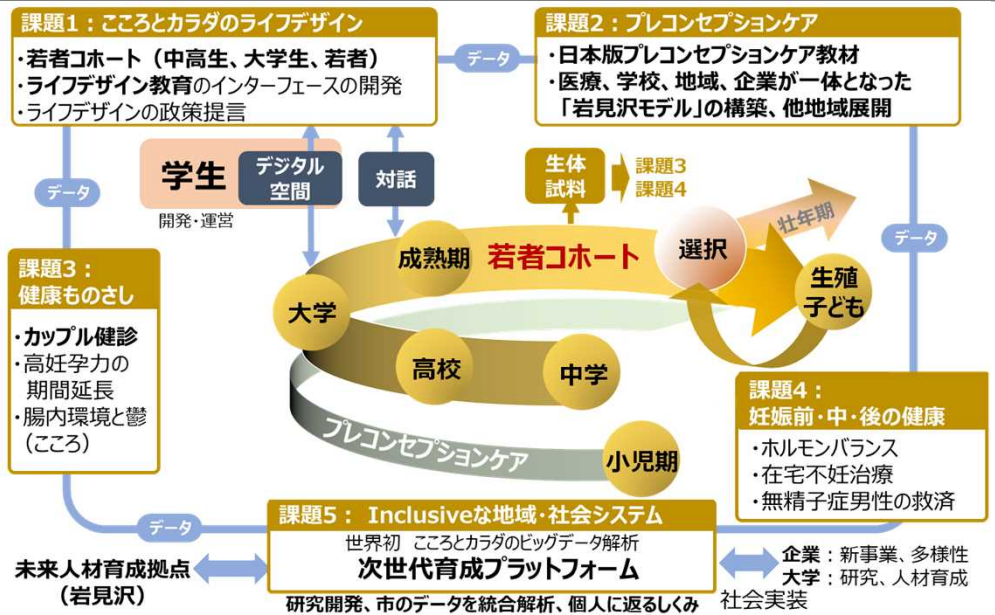 課題1：こころとカラダのライフデザイン
・若者コホート（中高生、大学生、若者）
・ライフデザイン教育のインターフェースの開発
・ライフデザインの政策提言
データ
課題2：プレコンセプションケア
・日本版プレコンセプションケア教材
・医療、学校、地域、企業が一体となった
「岩見沢モデル」の構築、他地域展開
データ
学生
デジタル
空間
開発・運営
対話
生体
試料
課題3
課題4
壮年期
データ
成熟期
若者コホート
選択
生殖
子ども
大学
高校
中学
プレコンセプションケア
小児期
課題3：
健康ものさし
・カップル健診
・高妊孕力の
期間延長
・腸内環境と鬱
（こころ）
課題4：
妊娠前・中・後の健康
・ホルモンバランス
・在宅不妊治療
・無精子症男性の救済
データ
課題5： Inclusiveな地域・社会システム
世界初 こころとカラダのビッグデータ解析
次世代育成プラットフォーム
研究開発、市のデータを統合解析、個人に返るしくみ
未来人材育成拠点
（岩見沢）
企業：新事業、多様性
大学：研究、人材育成
社会実装